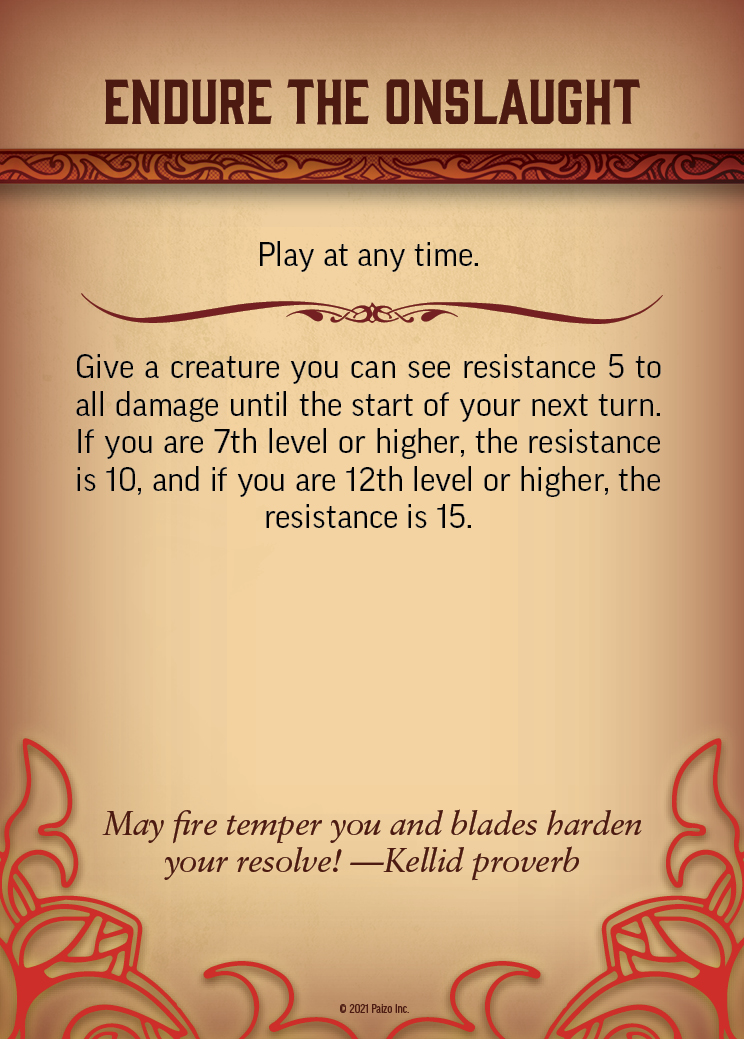 ENDURE THE ONSLAUGHT
Play at any time.
Give a creature you can see resistance 5 to
all damage until the start of your next turn.
If you are 7th level or higher, the resistance
is 10, and if you are 12th level or higher, the
resistance is 15.
May fire temper you and blades harden
your resolve! —Kellid proverb
© 2021 Paizo Inc.